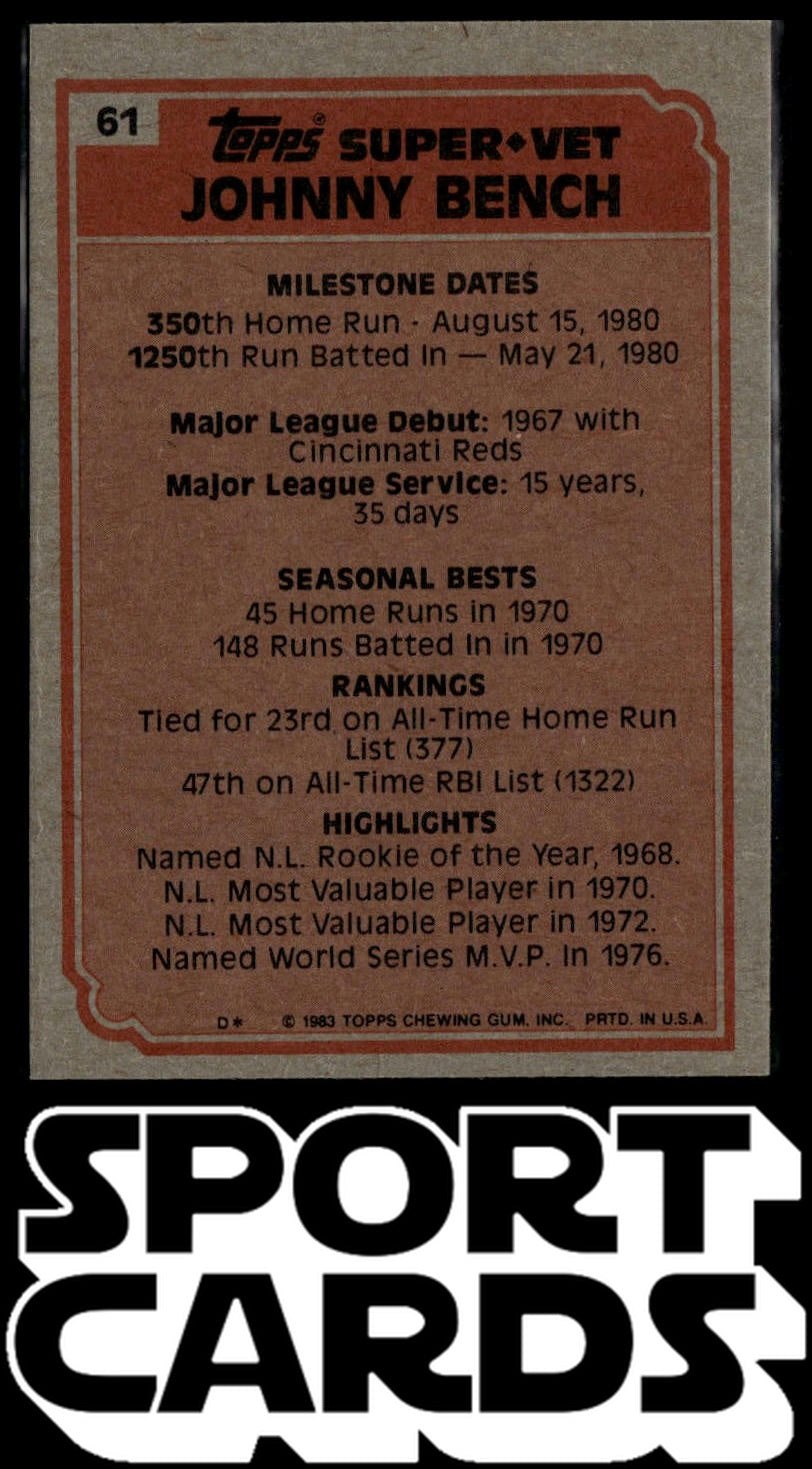 61
TOPPS® SUPER♦VET
JOHNNY BENCH
MILESTONE DATES
350th Home Run - August 15, 1980
1250th Run Batted In — May 21, 1980
Major League Debut: 1967 with
Cincinnati Reds
Major League Service: 15 years,
35 days
SEASONAL BESTS
45 Home Runs in 1970
148 Runs Batted In in 1970
RANKINGS
Tied for 23rd on All-Time Home Run
List (377)
47th on All-Time RBI List (1322)
HIGHLIGHTS
Named N.L. Rookie of the Year, 1968.
N.L. Most Valuable Player in 1970.
N.L. Most Valuable Player in 1972.
Named World Series M.V.P. In 1976.
D* © 1983 TOPPS CHEWING GUM, INC. PRTD. IN U.S.A.
SPORT
CARDS